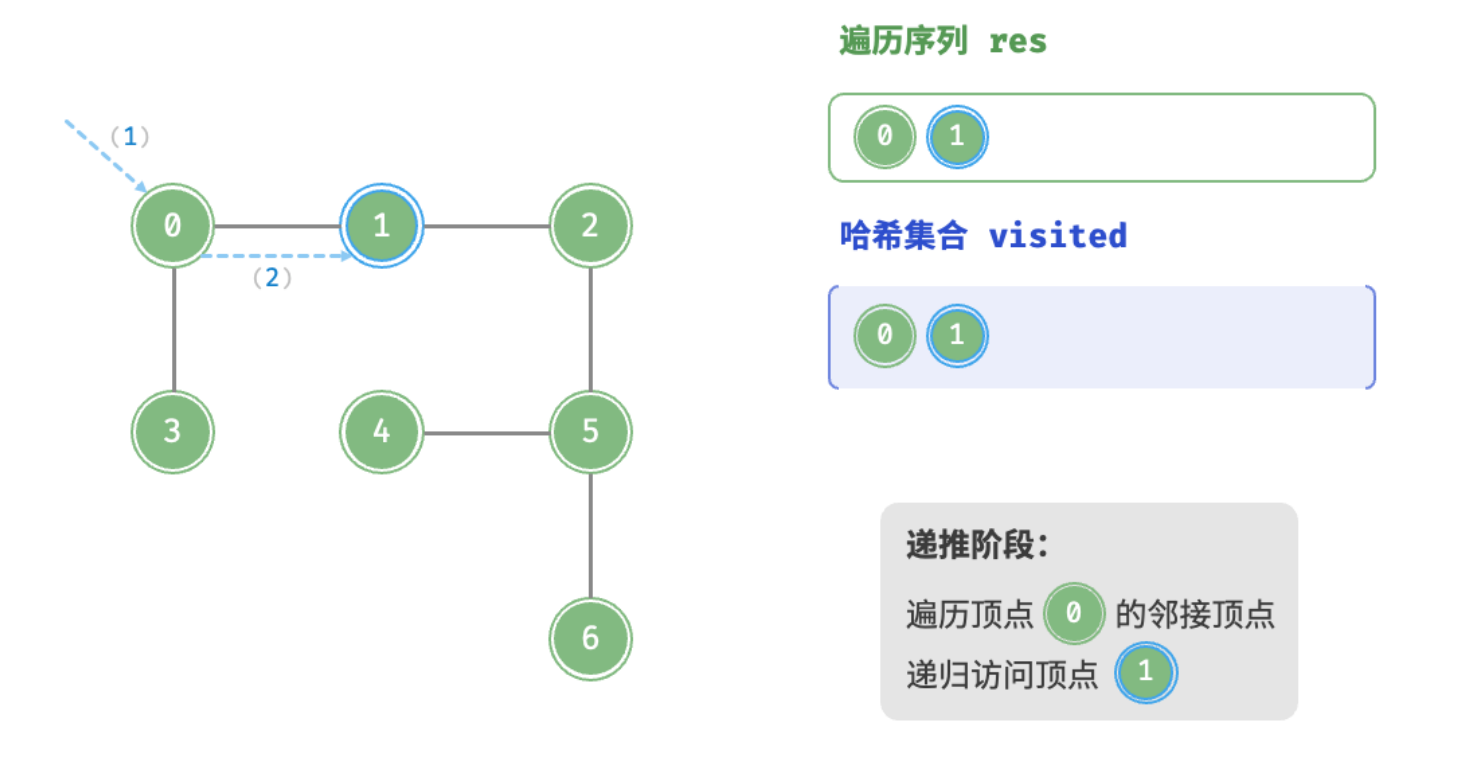 遍历序列 res
0 1
(1)
0 1 2
(2)
哈希集合 visited
0 1
3 4 5
6
递推阶段：
遍历顶点 0 的邻接顶点
递归访问顶点 1